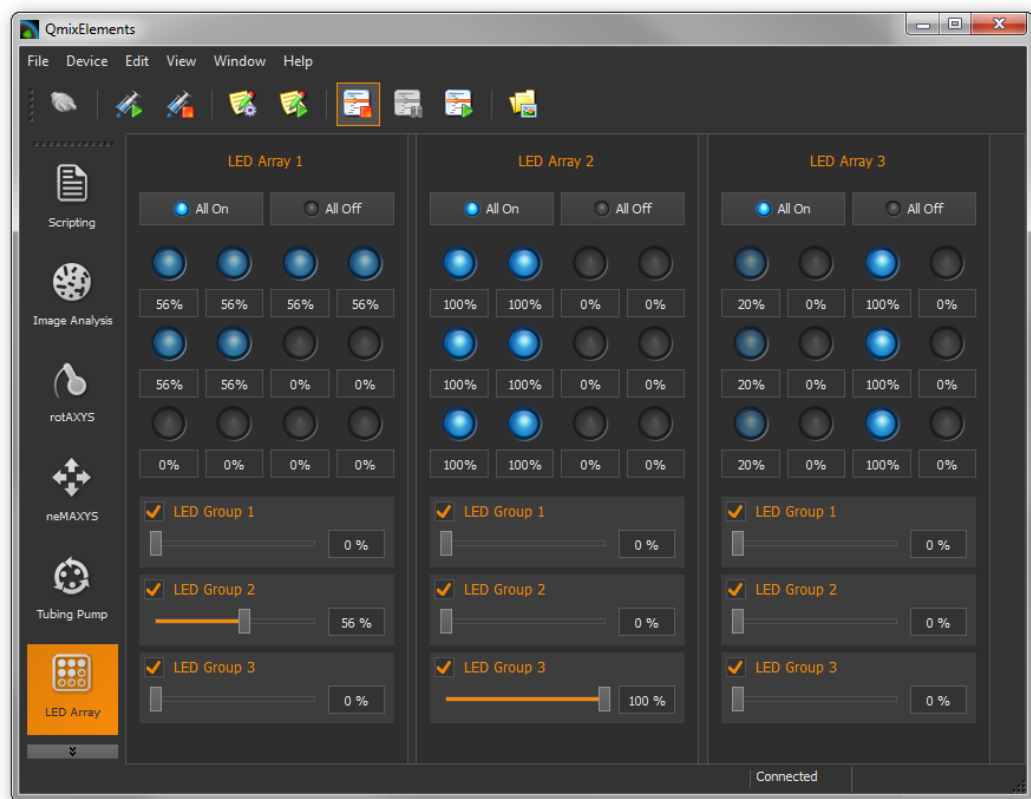 QmixElements
File Device Edit View Window Help
LED Array 1 LED Array 2 LED Array 3
All On All Off All On All Off All On All Off
Scripting
56% 56% 56% 56% 100% 100% 0% 0% 20% 0% 100% 0%
Image Analysis
56% 56% 0% 0% 100% 100% 0% 0% 20% 0% 100% 0%
rotAXYS
0% 0% 0% 0% 100% 100% 0% 0% 20% 0% 100% 0%
neMAXYS
LED Group 1 LED Group 1 LED Group 1
0 % 0 % 0 %
LED Group 2 LED Group 2 LED Group 2
Tubing Pump
56 % 0 % 0 %
LED Group 3 LED Group 3 LED Group 3
0 % 100 % 0 %
LED Array
Connected